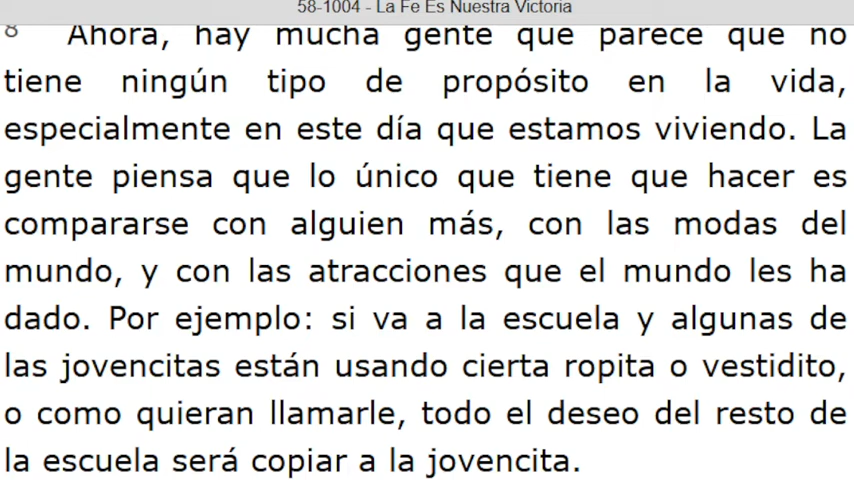 58-1004 - La Fe Es Nuestra Victoria
8 Ahora, hay mucha gente que parece que no
tiene ningún tipo de propósito en la vida,
especialmente en este día que estamos viviendo. La
gente piensa que lo único que tiene que hacer es
compararse con alguien más, con las modas del
mundo, y con las atracciones que el mundo les ha
dado. Por ejemplo: si va a la escuela y algunas de
las jovencitas están usando cierta ropita o vestidito,
o como quieran llamarle, todo el deseo del resto de
la escuela será copiar a la jovencita.